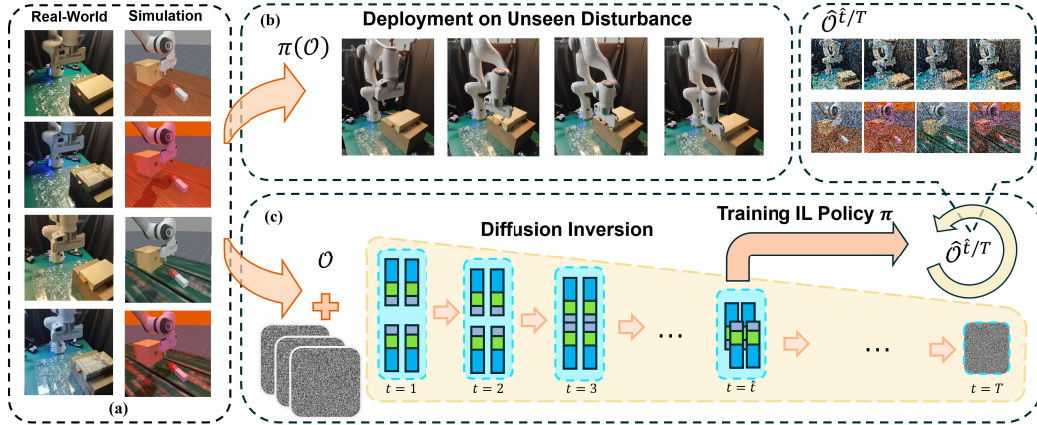 Real-World Simulation
(a)
(b) Deployment on Unseen Disturbance
π(𝒪)
𝒪̂^t̂/T
(c)
Diffusion Inversion
Training IL Policy π
𝒪
𝒪̂^t̂/T
... ...
t = 1 t = 2 t = 3 t = t̂ t = T